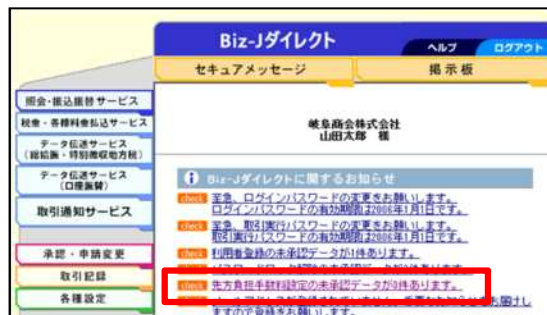 Biz-Jダイレクト
ヘルプ
ログアウト
セキュアメッセージ
掲示板
照会・振込振替サービス
税金・各種料金払込サービス
データ伝送サービス
(総給振・特別徴収地方税)
データ伝送サービス
(口座振替)
取引通知サービス
承認・申請変更
取引記録
各種設定
岐阜商会株式会社
山田太郎 様
Biz-Jダイレクトに関するお知らせ
check 至急、ログインパスワードの変更をお願いします。
ログインパスワードの有効期限は2006年1月1日です。
check 至急、取引実行パスワードの変更をお願いします。
取引実行パスワードの有効期限は2006年1月1日です。
check 利用者登録の未承認データが1件あります。
check 先方負担手数料設定の未承認データが9件あります。
ますので登録をお願いします。